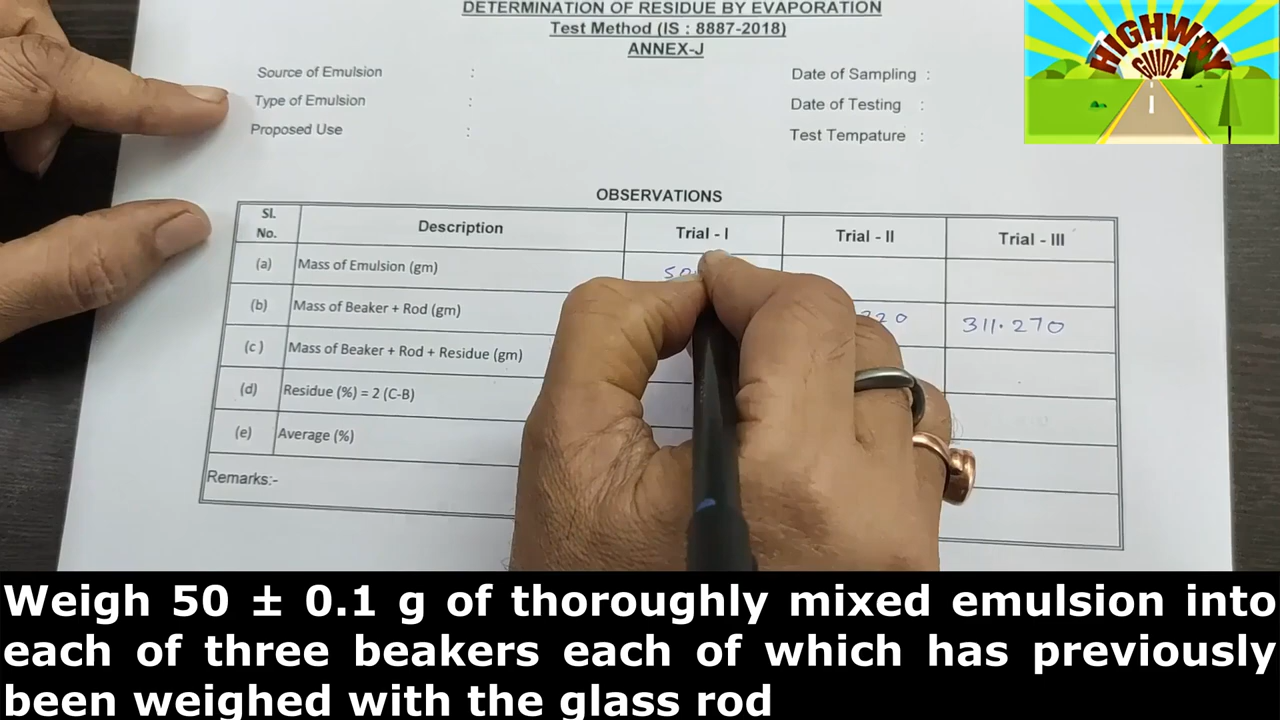 DETERMINATION OF RESIDUE BY EVAPORATION
Test Method (IS : 8887-2018)
ANNEX-J
HIGHWAY
GUIDE
Source of Emulsion : Date of Sampling :
Type of Emulsion : Date of Testing :
Proposed Use : Test Tempature :
OBSERVATIONS
Sl. No. Description Trial - I Trial - II Trial - III
(a) Mass of Emulsion (gm)
(b) Mass of Beaker + Rod (gm) 311.270
(c) Mass of Beaker + Rod + Residue (gm)
(d) Residue (%) = 2 (C-B)
(e) Average (%)
Remarks:-
Weigh 50 ± 0.1 g of thoroughly mixed emulsion into
each of three beakers each of which has previously
been weighed with the glass rod